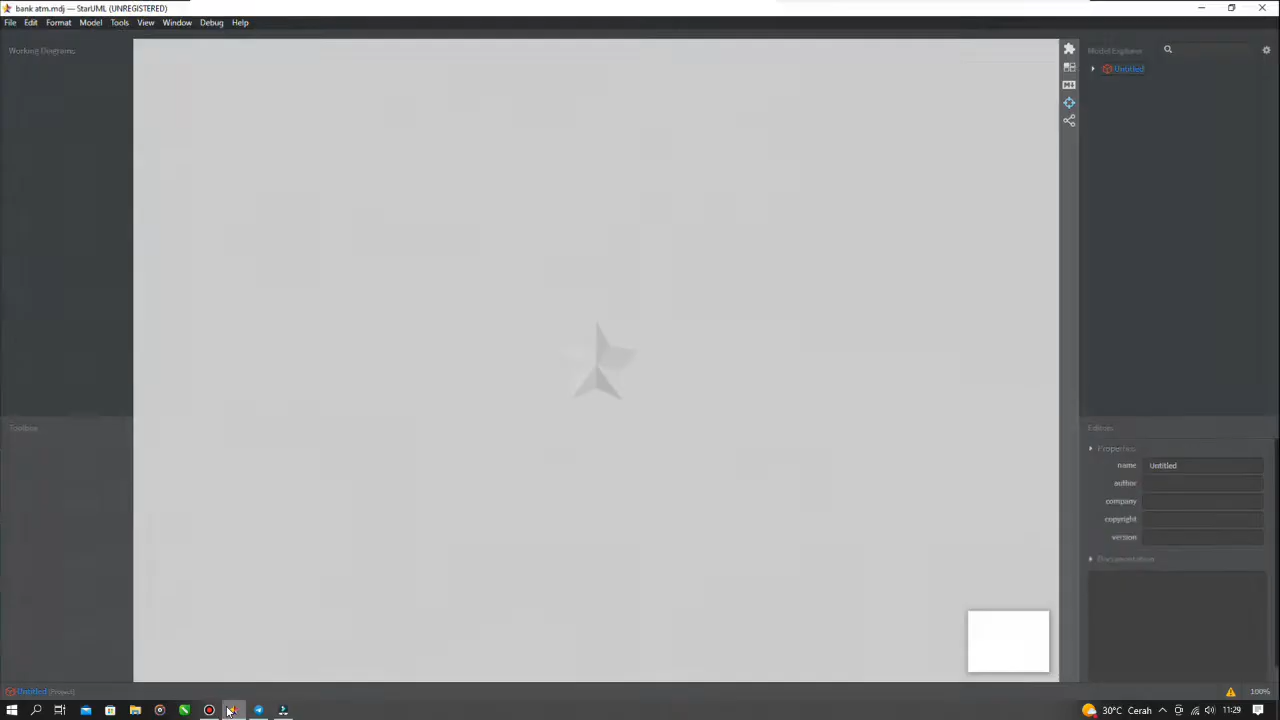 bank atm.mdj — StarUML (UNREGISTERED)
File Edit Format Model Tools View Window Debug Help
Working Diagrams
Model Explorer
Untitled
Toolbox
Editors
Properties
name Untitled
author
company
copyright
version
Documentation
Untitled [Project]
100%
30°C Cerah
11:29